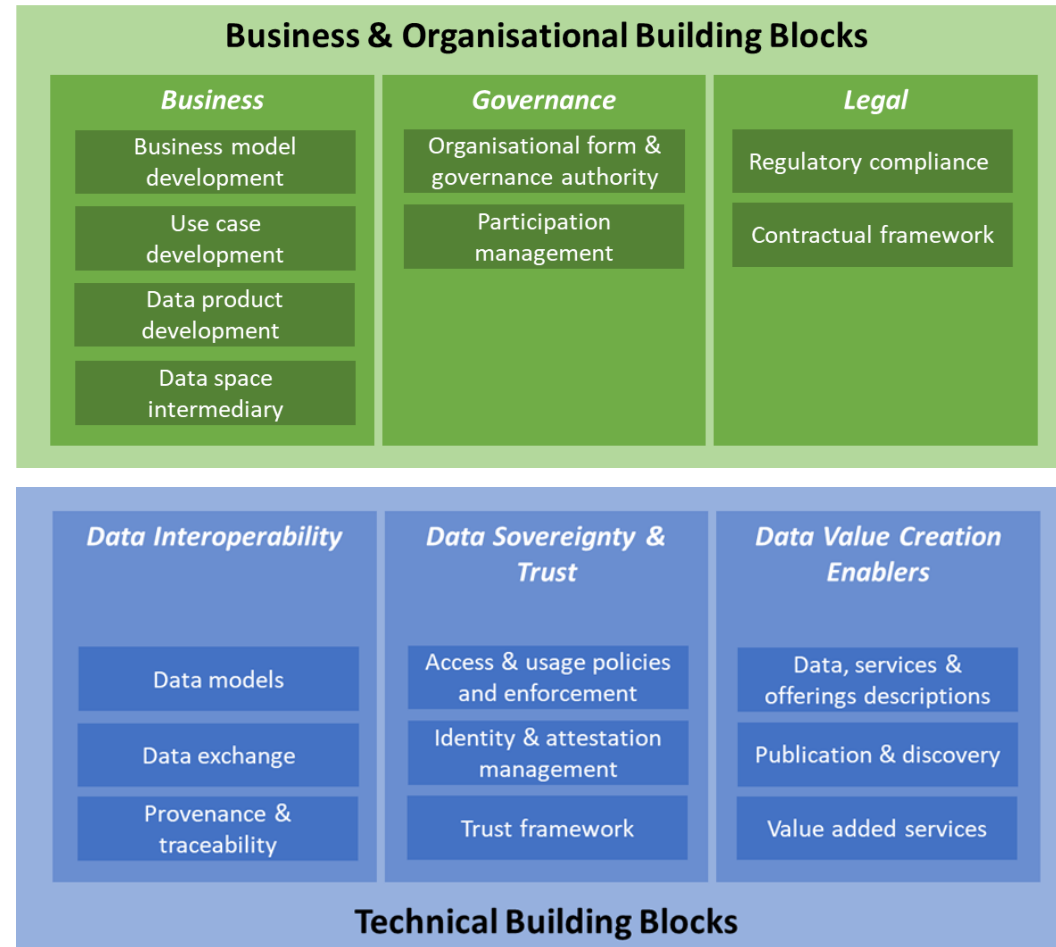 Business & Organisational Building Blocks
Business
Business model
development
Use case
development
Data product
development
Data space
intermediary
Governance
Organisational form &
governance authority
Participation
management
Legal
Regulatory compliance
Contractual framework
Data Interoperability
Data models
Data exchange
Provenance &
traceability
Data Sovereignty &
Trust
Access & usage policies
and enforcement
Identity & attestation
management
Trust framework
Data Value Creation
Enablers
Data, services &
offerings descriptions
Publication & discovery
Value added services
Technical Building Blocks